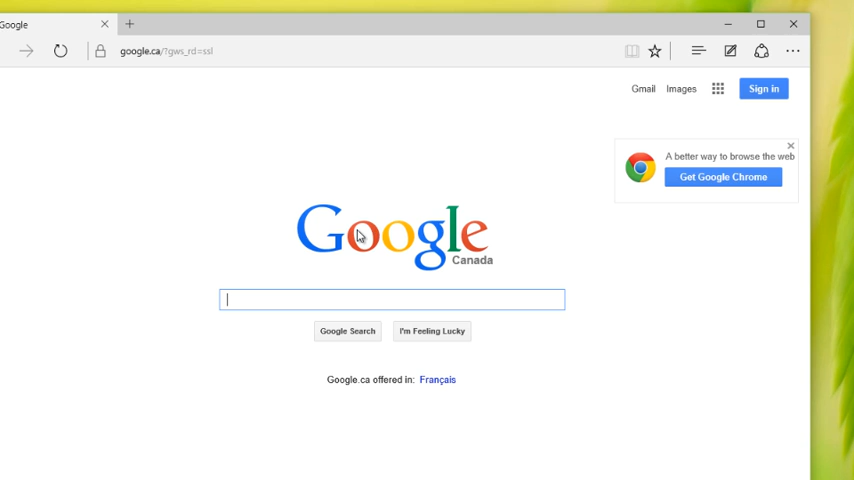 Google
google.ca/?gws_rd=ssl
Gmail Images Sign in
A better way to browse the web
Get Google Chrome
Google
Canada
Google Search I'm Feeling Lucky
Google.ca offered in: Français